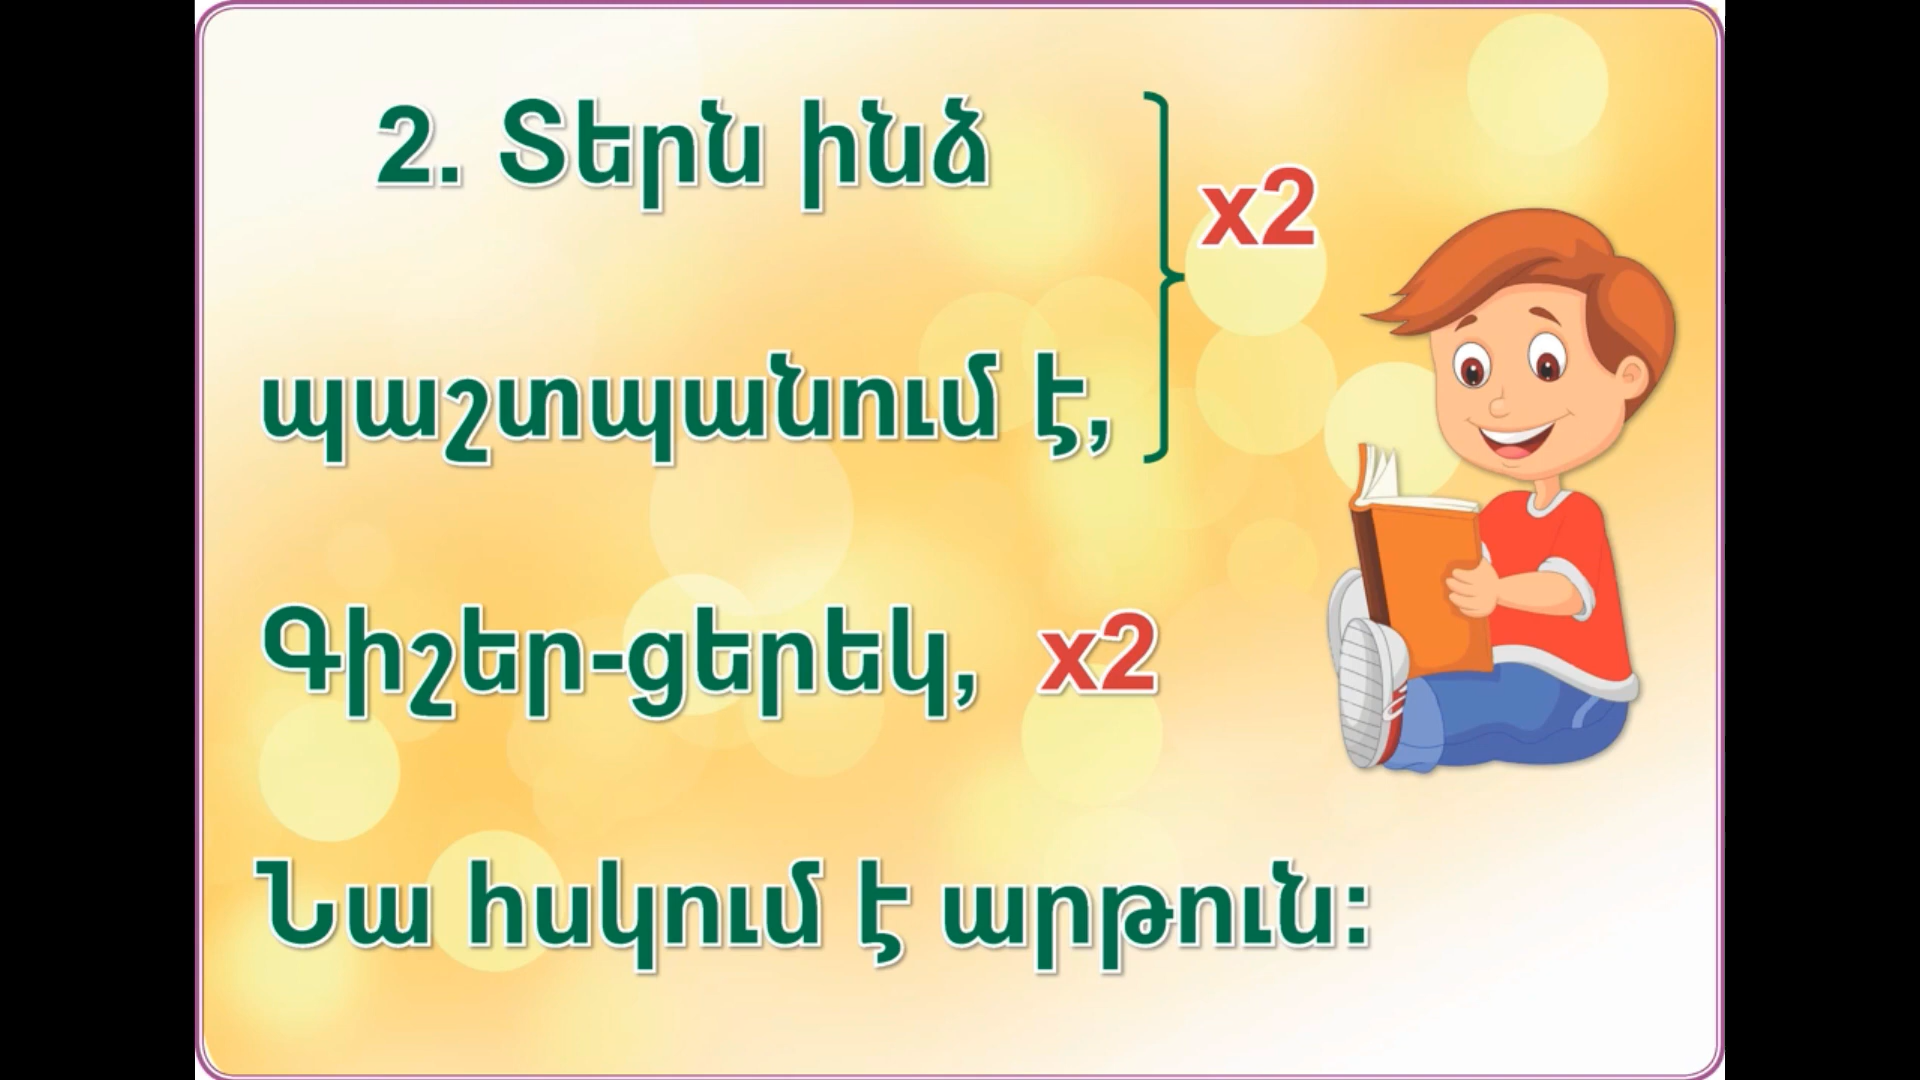 2. Տերն ինձ
պաշտպանում է,
x2
Գիշեր-ցերեկ, x2
Նա հսկում է արթուն: